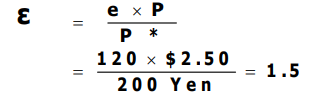 ε = e × P
P *
= 120 × $2.50
200 Yen
= 1.5